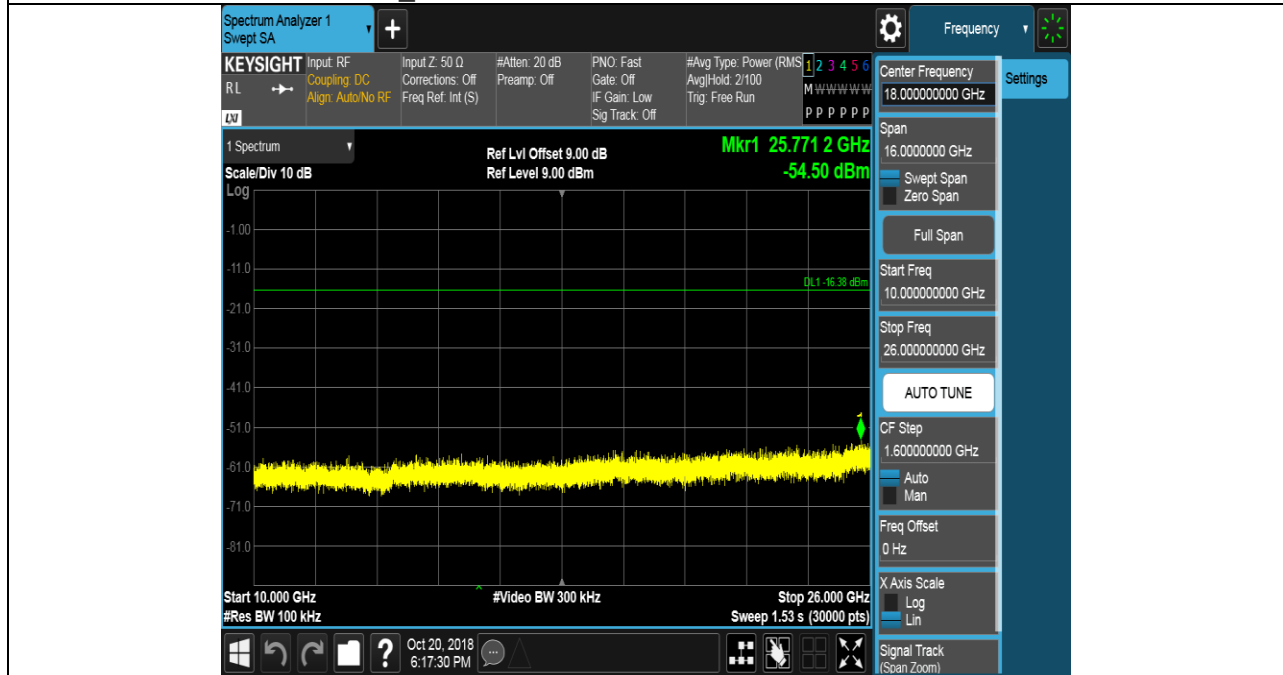 Spectrum Analyzer 1
Swept SA
+
Frequency
KEYSIGHT
RL
LXI
Input: RF
Coupling: DC
Align: Auto/No RF
Input Z: 50 Ω
Corrections: Off
Freq Ref: Int (S)
#Atten: 20 dB
Preamp: Off
PNO: Fast
Gate: Off
IF Gain: Low
Sig Track: Off
#Avg Type: Power (RMS
Avg|Hold: 2/100
Trig: Free Run
1 2 3 4 5 6
M W W W W W
P P P P P P
1 Spectrum
Scale/Div 10 dB
Ref Lvl Offset 9.00 dB
Ref Level 9.00 dBm
Mkr1 25.771 2 GHz
-54.50 dBm
Log
-1.00
-11.0
DL1 -16.38 dBm
-21.0
-31.0
-41.0
1
-51.0
-61.0
-71.0
-81.0
Start 10.000 GHz
#Video BW 300 kHz
Stop 26.000 GHz
#Res BW 100 kHz
Sweep 1.53 s (30000 pts)
?
Oct 20, 2018
6:17:30 PM
Center Frequency
18.000000000 GHz
Settings
Span
16.0000000 GHz
Swept Span
Zero Span
Full Span
Start Freq
10.000000000 GHz
Stop Freq
26.000000000 GHz
AUTO TUNE
CF Step
1.600000000 GHz
Auto
Man
Freq Offset
0 Hz
X Axis Scale
Log
Lin
Signal Track
(Span Zoom)